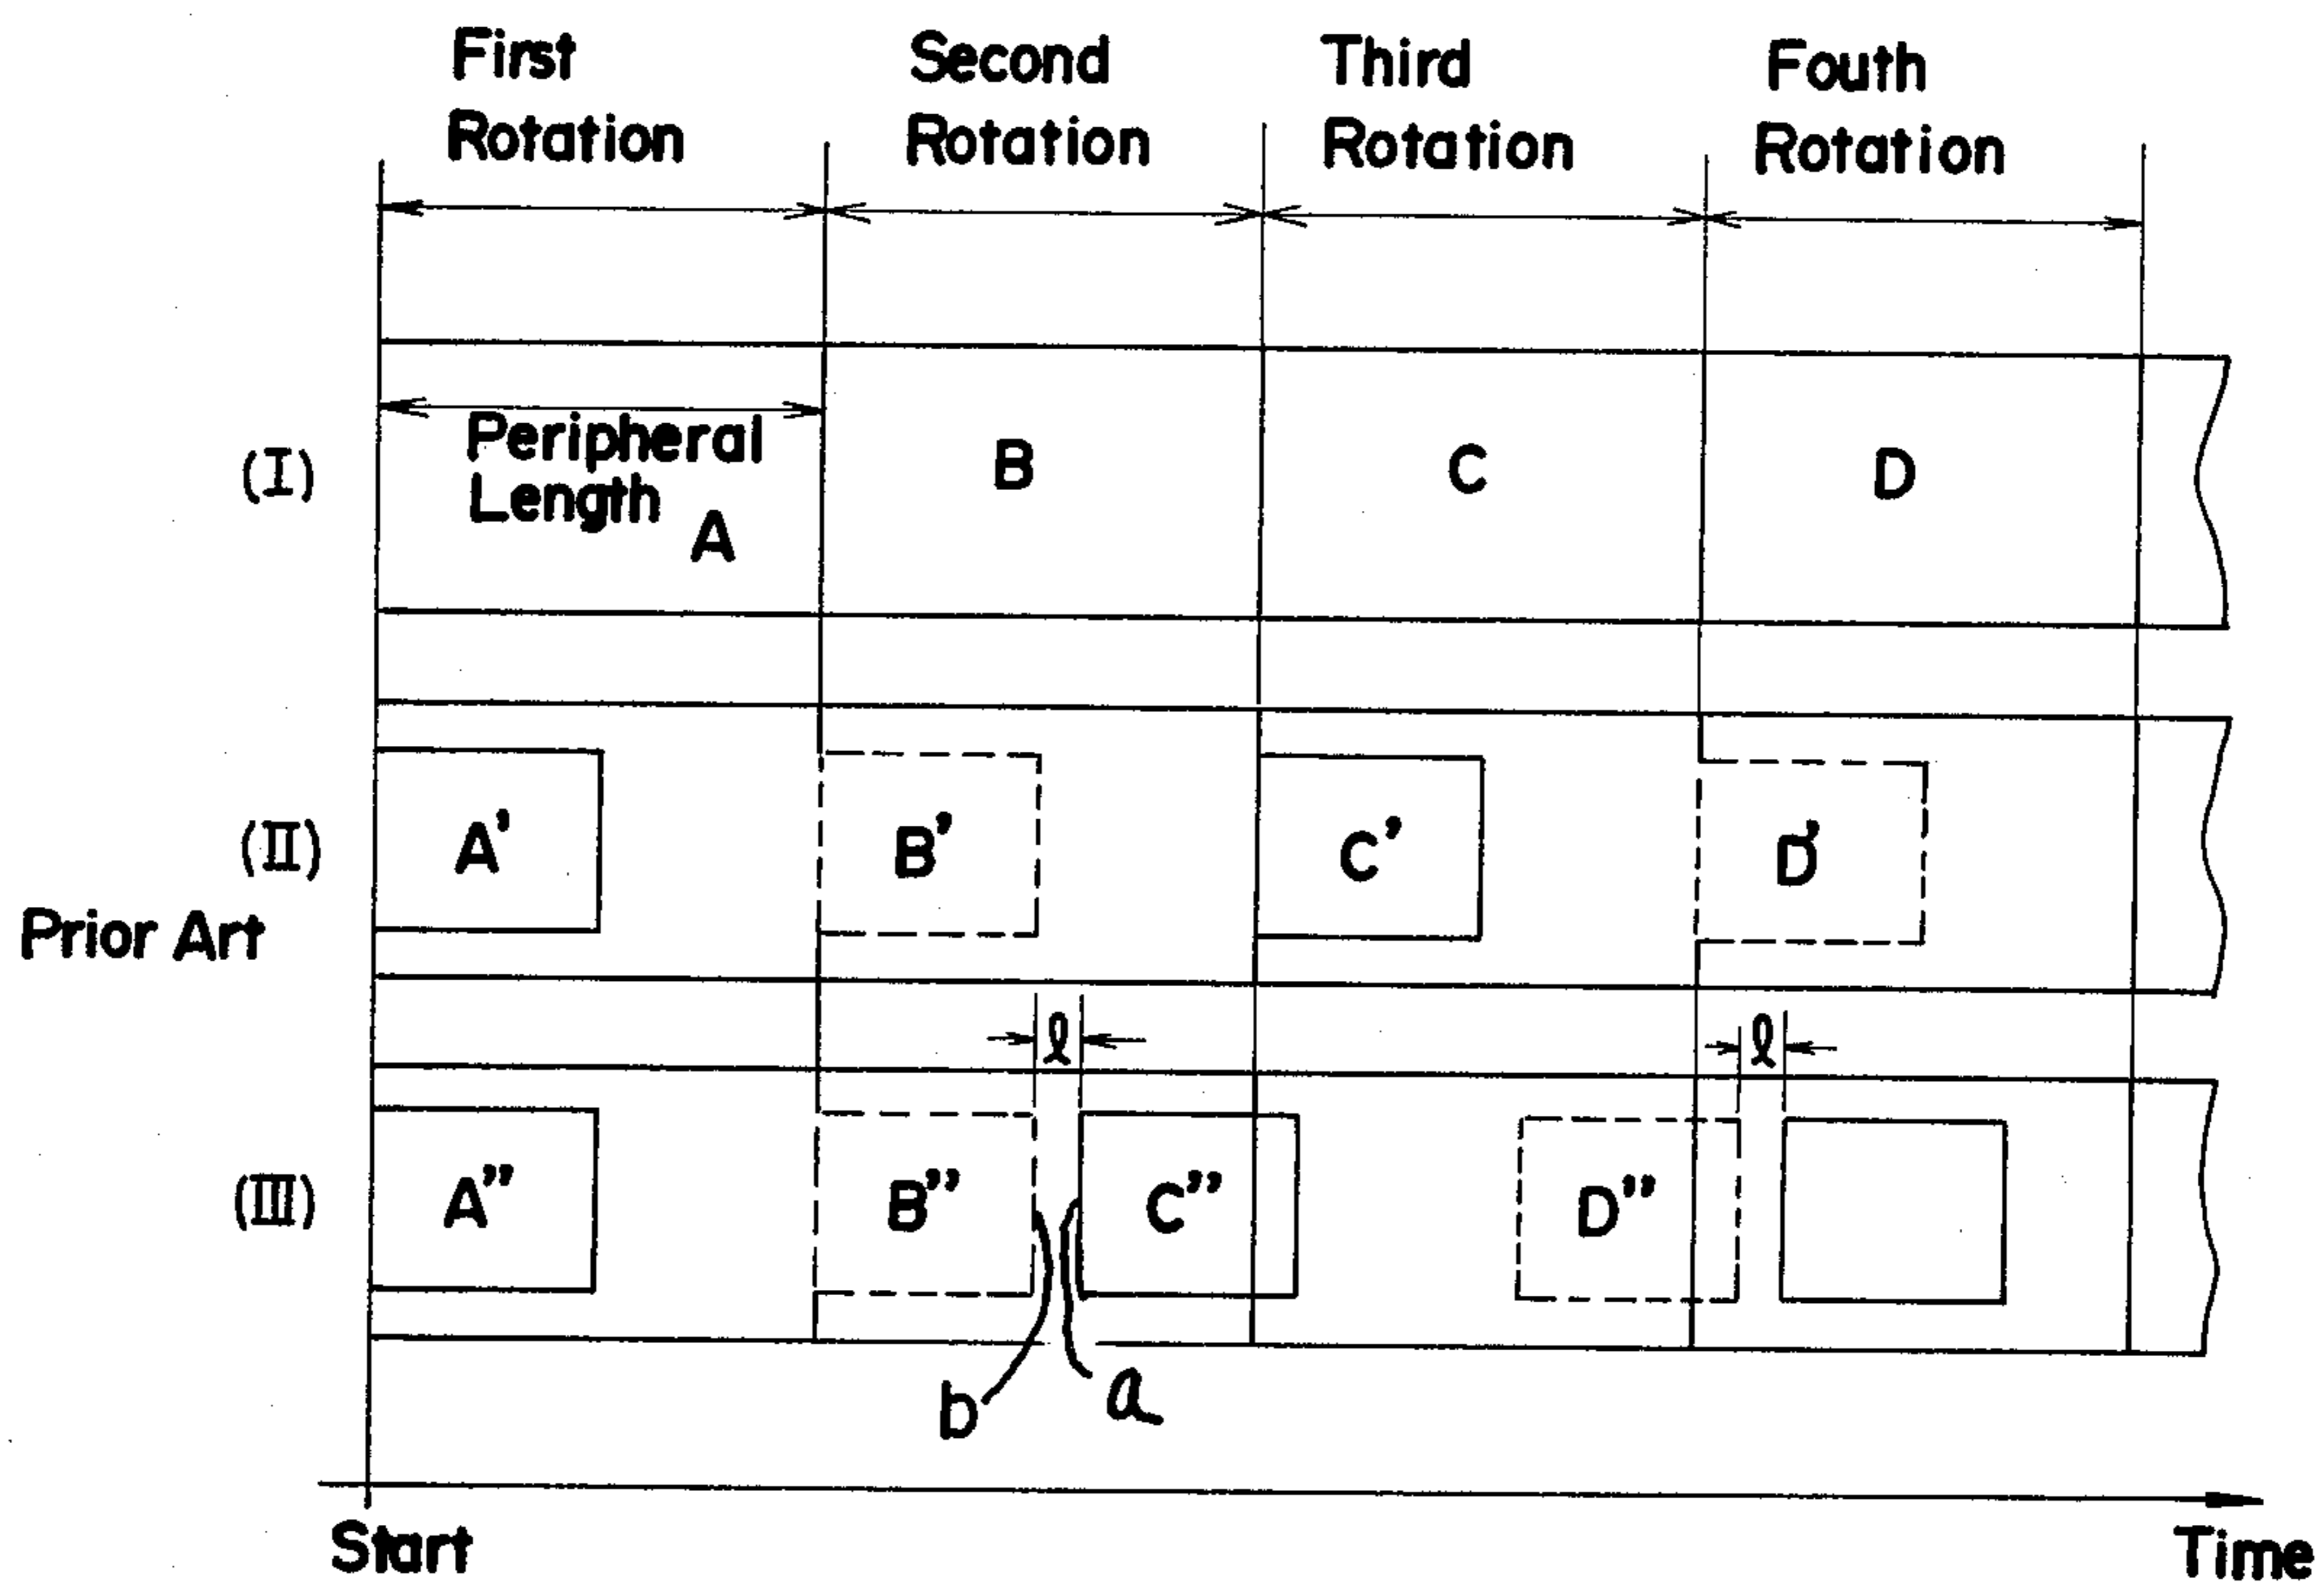 First
Rotation
Second
Rotation
Third
Rotation
Fouth
Rotation
(I)
Peripheral
Length
A
B
C
D
(II)
A'
B'
C'
D'
Prior Art
ℓ
ℓ
(III)
A"
B"
C"
D"
b
a
Start
Time